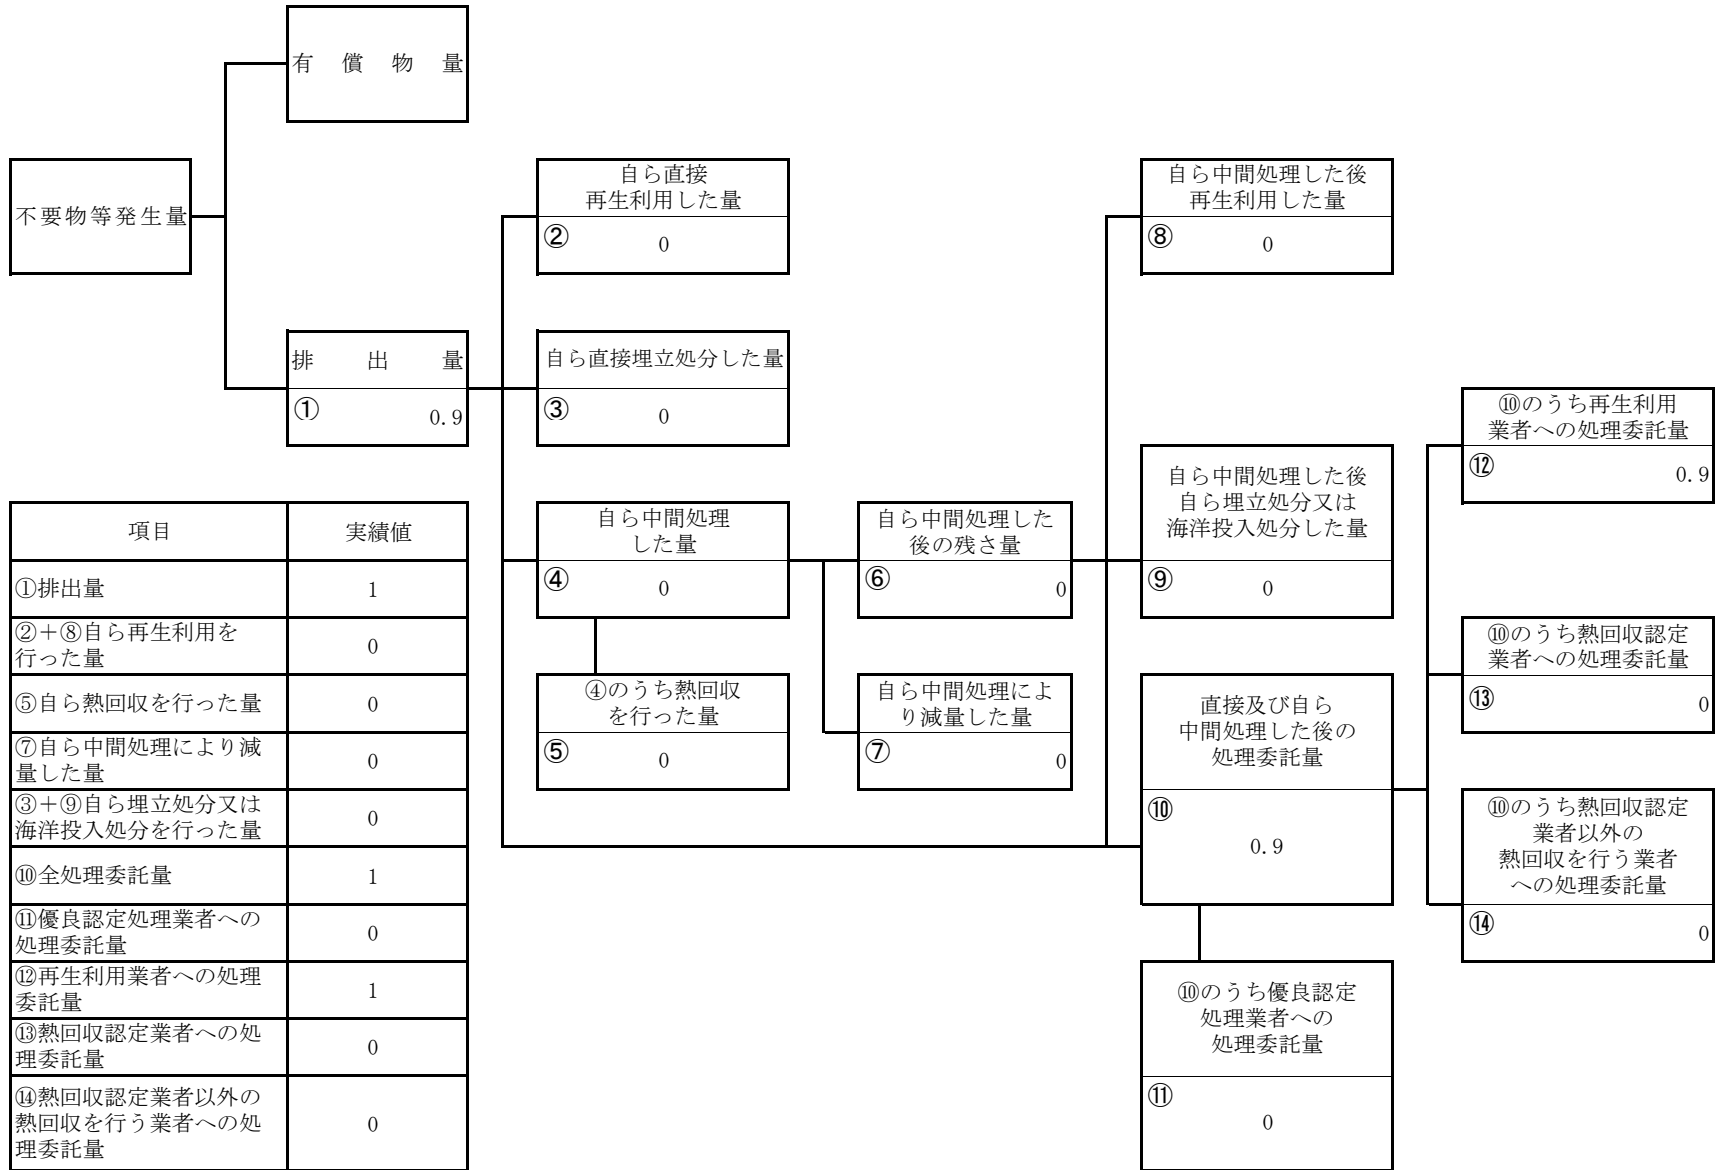 有償物量
不要物等発生量
排出量
① 0.9
自ら直接
再生利用した量
② 0
自ら直接埋立処分した量
③ 0
自ら中間処理
した量
④ 0
④のうち熱回収
を行った量
⑤ 0
自ら中間処理した
後の残さ量
⑥ 0
自ら中間処理によ
り減量した量
⑦ 0
自ら中間処理した後
再生利用した量
⑧ 0
自ら中間処理した後
自ら埋立処分又は
海洋投入処分した量
⑨ 0
直接及び自ら
中間処理した後の
処理委託量
⑩
0.9
⑩のうち優良認定
処理業者への
処理委託量
⑪
0
⑩のうち再生利用
業者への処理委託量
⑫ 0.9
⑩のうち熱回収認定
業者への処理委託量
⑬ 0
⑩のうち熱回収認定
業者以外の
熱回収を行う業者
への処理委託量
⑭ 0
項目 実績値
①排出量 1
②＋⑧自ら再生利用を
行った量 0
⑤自ら熱回収を行った量 0
⑦自ら中間処理により減
量した量 0
③＋⑨自ら埋立処分又は
海洋投入処分を行った量 0
⑩全処理委託量 1
⑪優良認定処理業者への
処理委託量 0
⑫再生利用業者への処理
委託量 1
⑬熱回収認定業者への処
理委託量 0
⑭熱回収認定業者以外の
熱回収を行う業者への処
理委託量 0